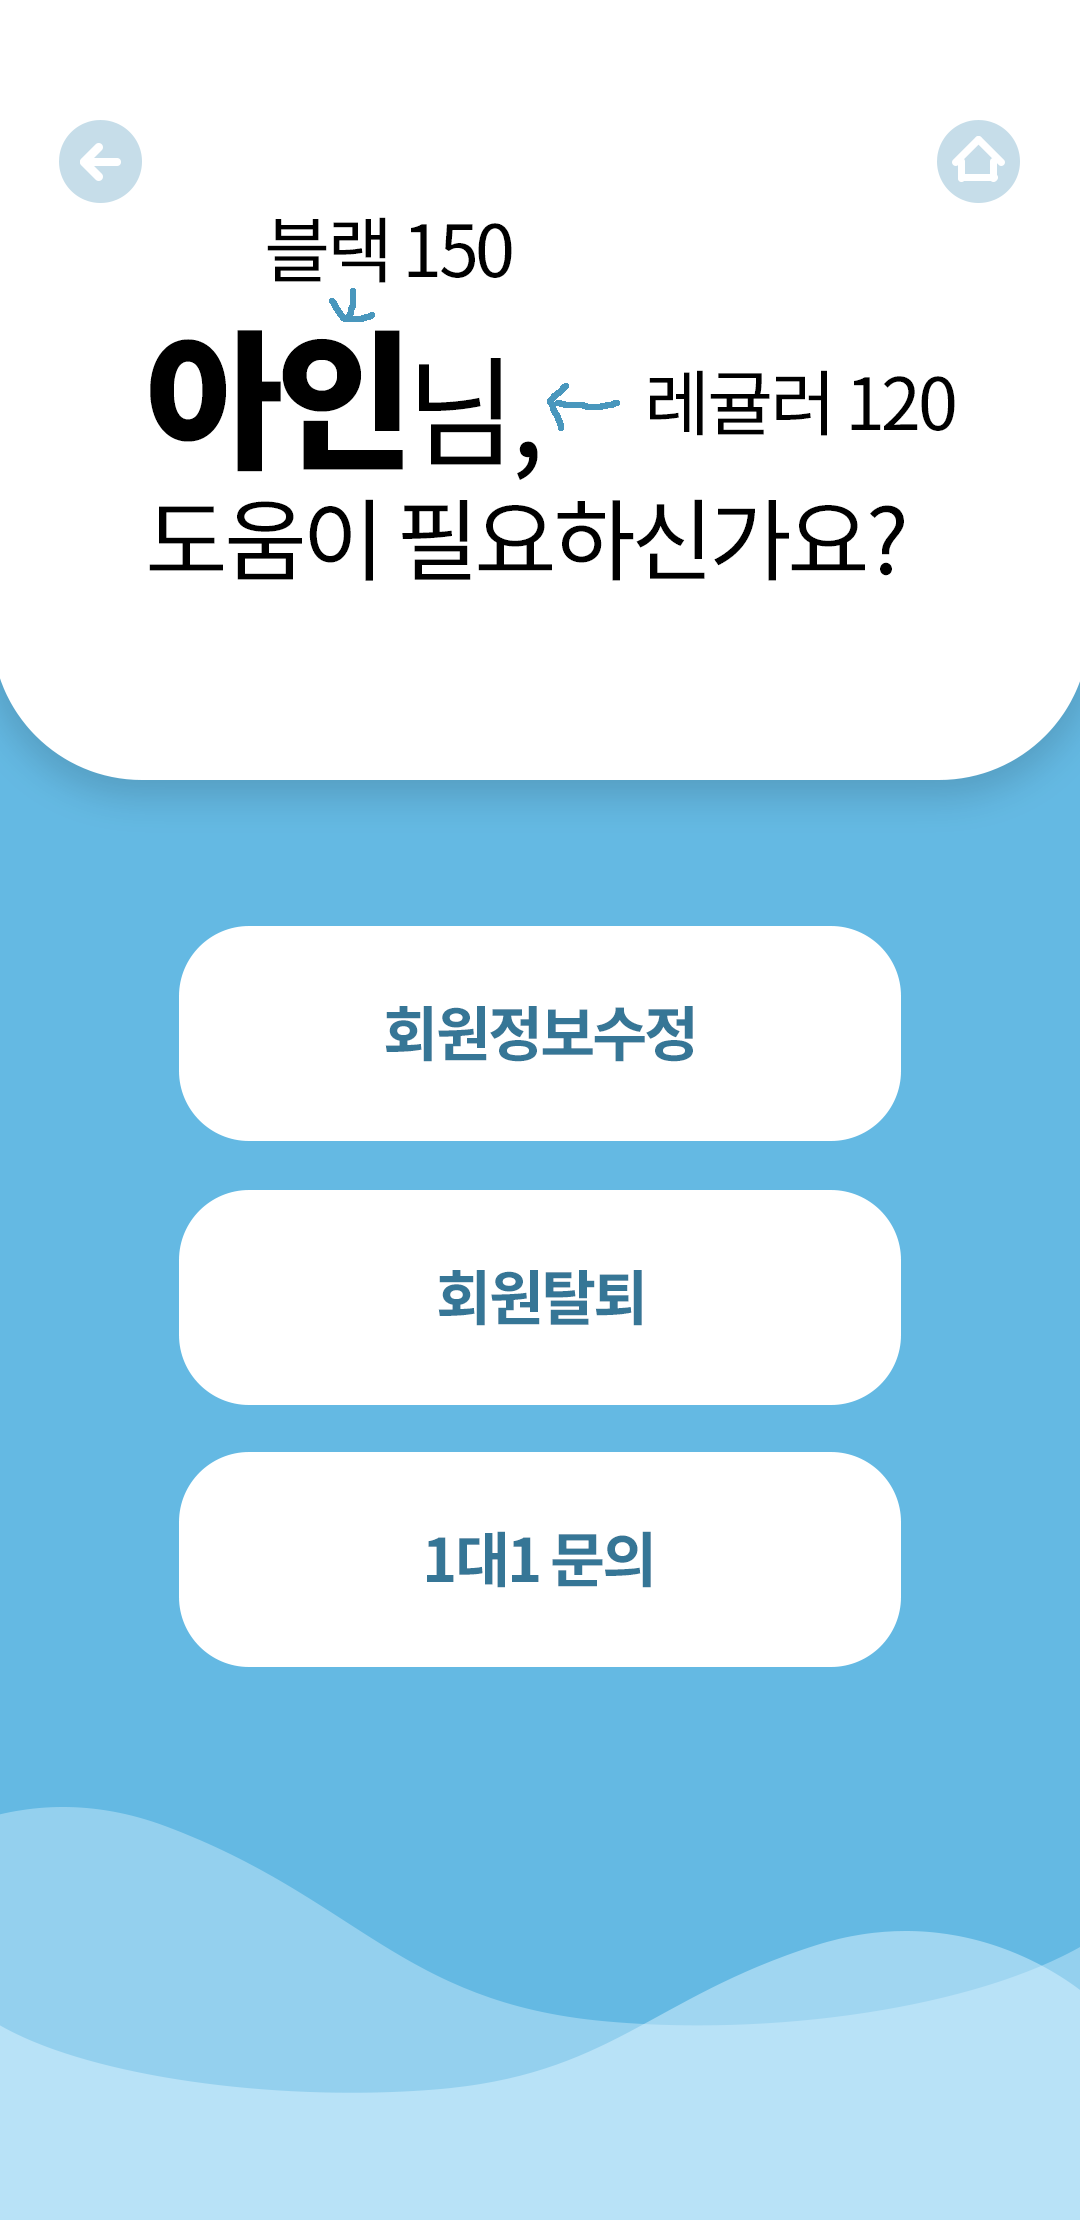 블랙 150
아인님, 레귤러 120
도움이 필요하신가요?
회원정보수정
회원탈퇴
1대1 문의